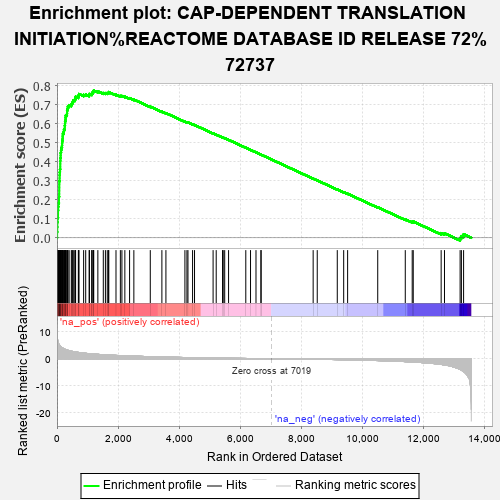 Enrichment plot: CAP-DEPENDENT TRANSLATION
INITIATION%REACTOME DATABASE ID RELEASE 72%
72737
Enrichment score (ES)
0.8
0.7
0.6
0.5
0.4
0.3
0.2
0.1
0.0
'na_pos' (positively correlated)
Ranked list metric (PreRanked)
10
0
-10
-20
Zero cross at 7019
'na_neg' (negatively correlated)
0 2,000 4,000 6,000 8,000 10,000 12,000 14,000
Rank in Ordered Dataset
Enrichment profile Hits Ranking metric scores